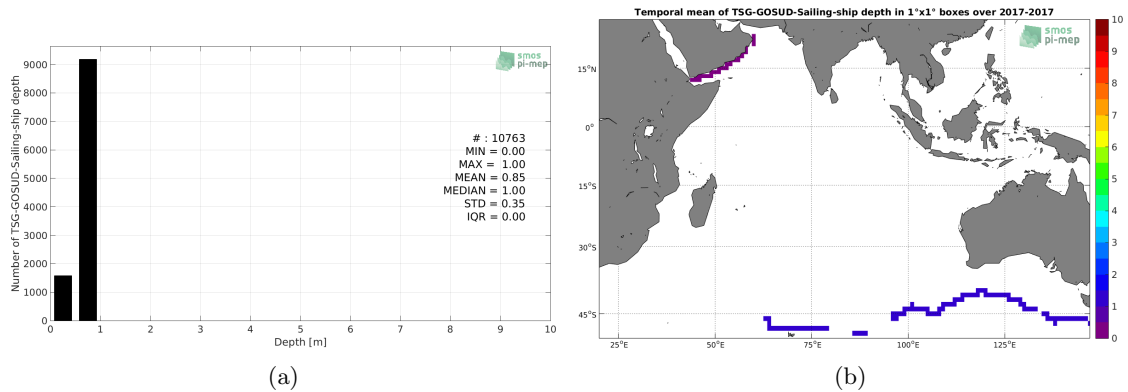 smos
pi-mep
Number of TSG-GOSUD-Sailing-ship depth
9000
8000
7000
6000
5000
4000
3000
2000
1000
0
# : 10763
MIN = 0.00
MAX = 1.00
MEAN = 0.85
MEDIAN = 1.00
STD = 0.35
IQR = 0.00
0 1 2 3 4 5 6 7 8 9 10
Depth [m]
(a)
Temporal mean of TSG-GOSUD-Sailing-ship depth in 1°x1° boxes over 2017-2017
smos
pi-mep
15°N
0°
15°S
30°S
45°S
25°E 50°E 75°E 100°E 125°E
10
9
8
7
6
5
4
3
2
1
0
(b)